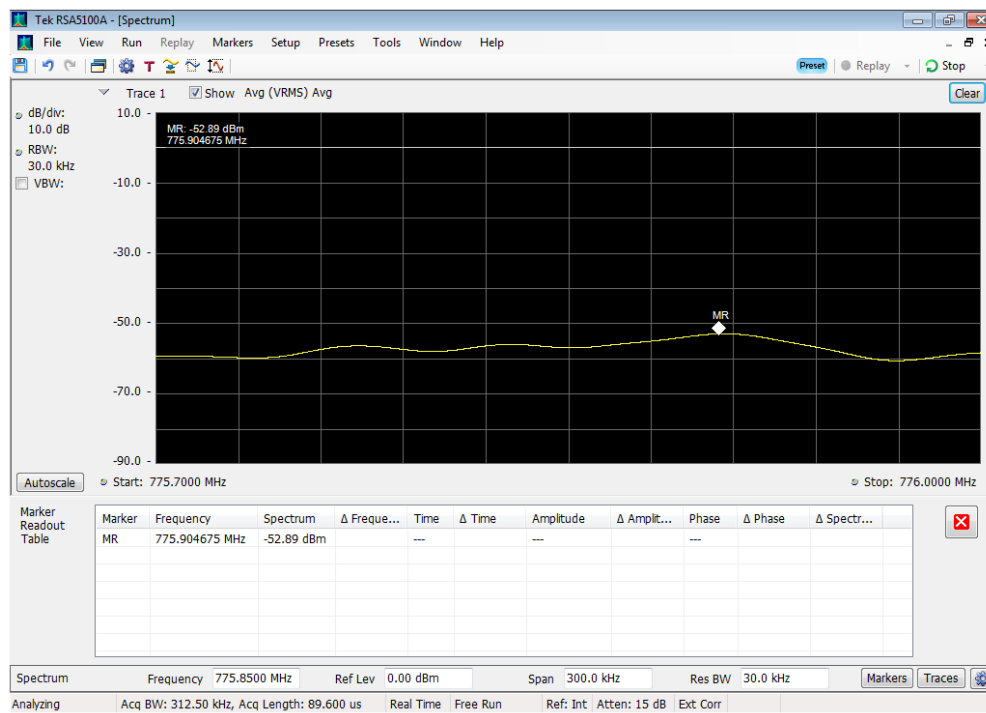 Tek RSA5100A - [Spectrum]
File View Run Replay Markers Setup Presets Tools Window Help
Preset Replay Stop
Trace 1 Show Avg (VRMS) Avg Clear
dB/div:
10.0 dB
RBW:
30.0 kHz
VBW:
10.0 -
MR: -52.89 dBm
775.904675 MHz
-10.0 -
-30.0 -
-50.0 -
MR
-70.0 -
-90.0 -
Autoscale Start: 775.7000 MHz Stop: 776.0000 MHz
Marker
Readout
Table
Marker Frequency Spectrum Δ Freque... Time Δ Time Amplitude Δ Amplit... Phase Δ Phase Δ Spectr...
MR 775.904675 MHz -52.89 dBm --- --- ---
Spectrum Frequency 775.8500 MHz Ref Lev 0.00 dBm Span 300.0 kHz Res BW 30.0 kHz Markers Traces
Analyzing Acq BW: 312.50 kHz, Acq Length: 89.600 us Real Time Free Run Ref: Int Atten: 15 dB Ext Corr